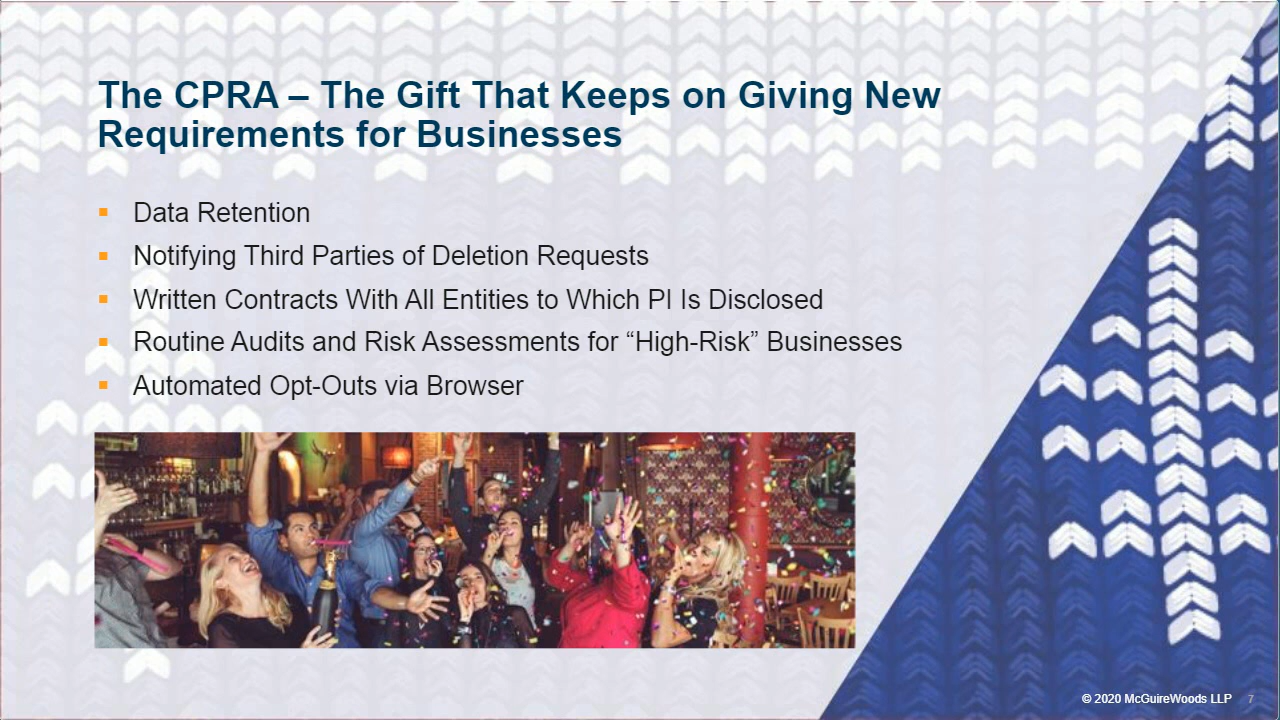 The CPRA – The Gift That Keeps on Giving New
Requirements for Businesses
▪ Data Retention
▪ Notifying Third Parties of Deletion Requests
▪ Written Contracts With All Entities to Which PI Is Disclosed
▪ Routine Audits and Risk Assessments for “High-Risk” Businesses
▪ Automated Opt-Outs via Browser
© 2020 McGuireWoods LLP 7